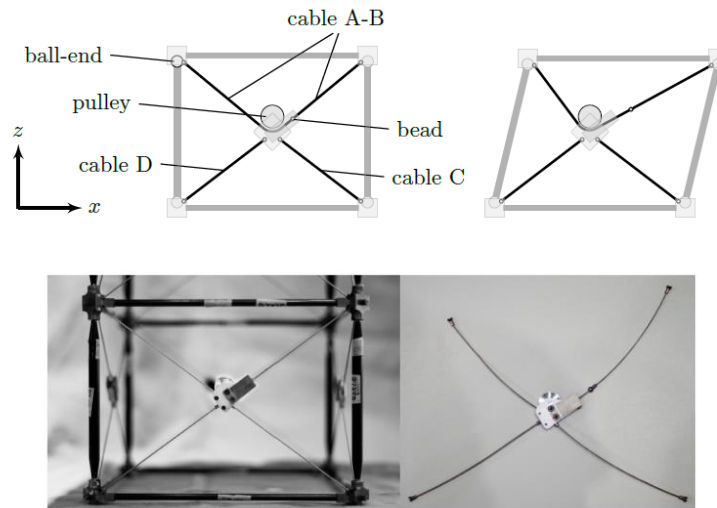 cable A-B
ball-end
pulley
bead
z
cable D
cable C
x